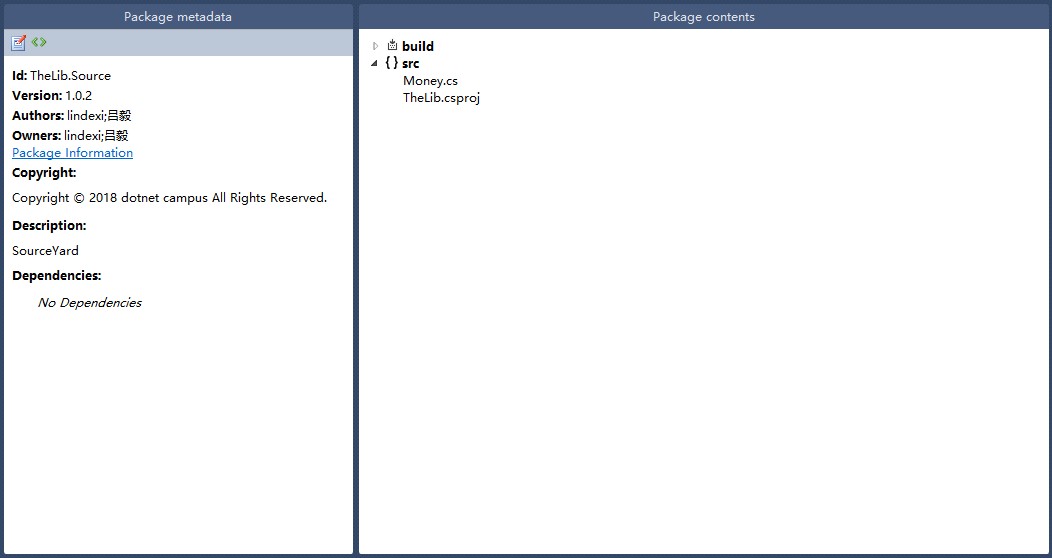 Package metadata
Id: TheLib.Source
Version: 1.0.2
Authors: lindexi;吕毅
Owners: lindexi;吕毅
Package Information
Copyright:
Copyright © 2018 dotnet campus All Rights Reserved.
Description:
SourceYard
Dependencies:
No Dependencies
Package contents
build
{ } src
Money.cs
TheLib.csproj